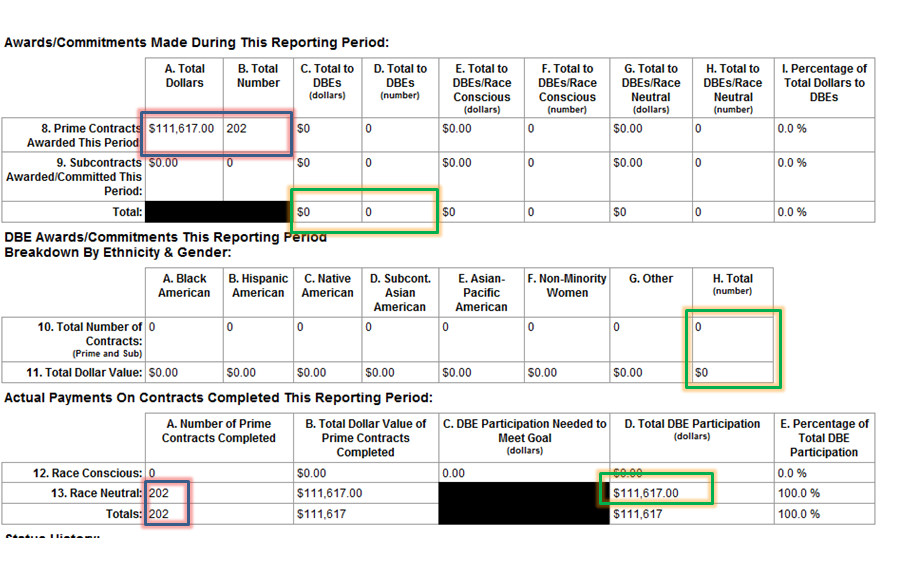 Awards/Commitments Made During This Reporting Period:
A. Total Dollars B. Total Number C. Total to DBEs (dollars) D. Total to DBEs (number) E. Total to DBEs/Race Conscious (dollars) F. Total to DBEs/Race Conscious (number) G. Total to DBEs/Race Neutral (dollars) H. Total to DBEs/Race Neutral (number) I. Percentage of Total Dollars to DBEs
8. Prime Contracts Awarded This Period $111,617.00 202 $0 0 $0.00 0 $0.00 0 0.0 %
9. Subcontracts Awarded/Committed This Period: $0.00 0 $0 0 $0.00 0 $0.00 0 0.0 %
Total: $0 0 $0 0 $0 0 0.0 %
DBE Awards/Commitments This Reporting Period
Breakdown By Ethnicity & Gender:
A. Black American B. Hispanic American C. Native American D. Subcont. Asian American E. Asian-Pacific American F. Non-Minority Women G. Other H. Total (number)
10. Total Number of Contracts: (Prime and Sub) 0 0 0 0 0 0 0 0
11. Total Dollar Value: $0.00 $0.00 $0.00 $0.00 $0.00 $0.00 $0.00 $0
Actual Payments On Contracts Completed This Reporting Period:
A. Number of Prime Contracts Completed B. Total Dollar Value of Prime Contracts Completed C. DBE Participation Needed to Meet Goal (dollars) D. Total DBE Participation (dollars) E. Percentage of Total DBE Participation
12. Race Conscious: 0 $0.00 0.00 $0.00 0.0 %
13. Race Neutral: 202 $111,617.00 $111,617.00 100.0 %
Totals: 202 $111,617 $111,617 100.0 %
Status History: